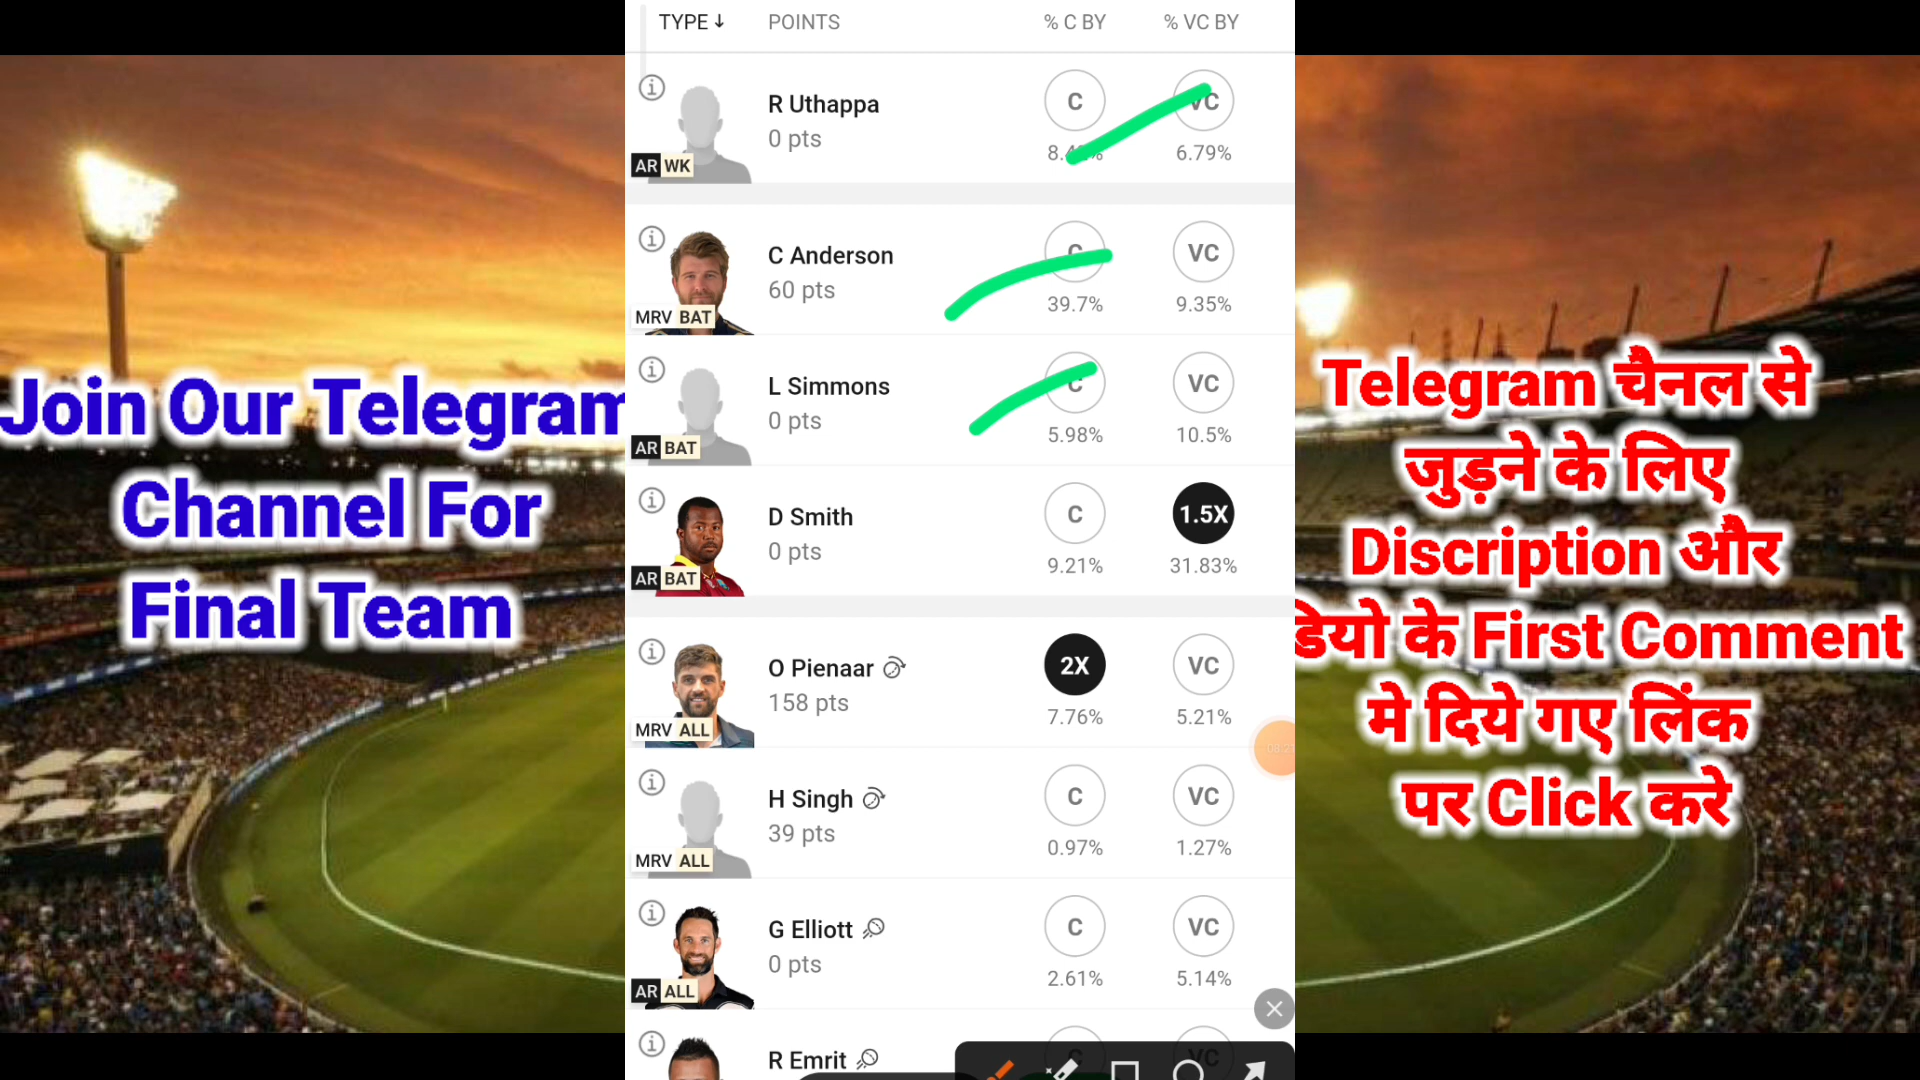 Join Our Telegram
Channel For
Final Team
TYPE ↓ POINTS % C BY % VC BY
R Uthappa
0 pts
AR WK
C VC
6.79%
C Anderson
60 pts
MRV BAT
C VC
39.7% 9.35%
L Simmons
0 pts
AR BAT
C VC
5.98% 10.5%
D Smith
0 pts
AR BAT
C 1.5X
9.21% 31.83%
O Pienaar
158 pts
MRV ALL
2X VC
7.76% 5.21%
H Singh
39 pts
MRV ALL
C VC
0.97% 1.27%
G Elliott
0 pts
AR ALL
C VC
2.61% 5.14%
R Emrit
C VC
Telegram चैनल से
जुड़ने के लिए
Discription और
डियो के First Comment
मे दिये गए लिंक
पर Click करे